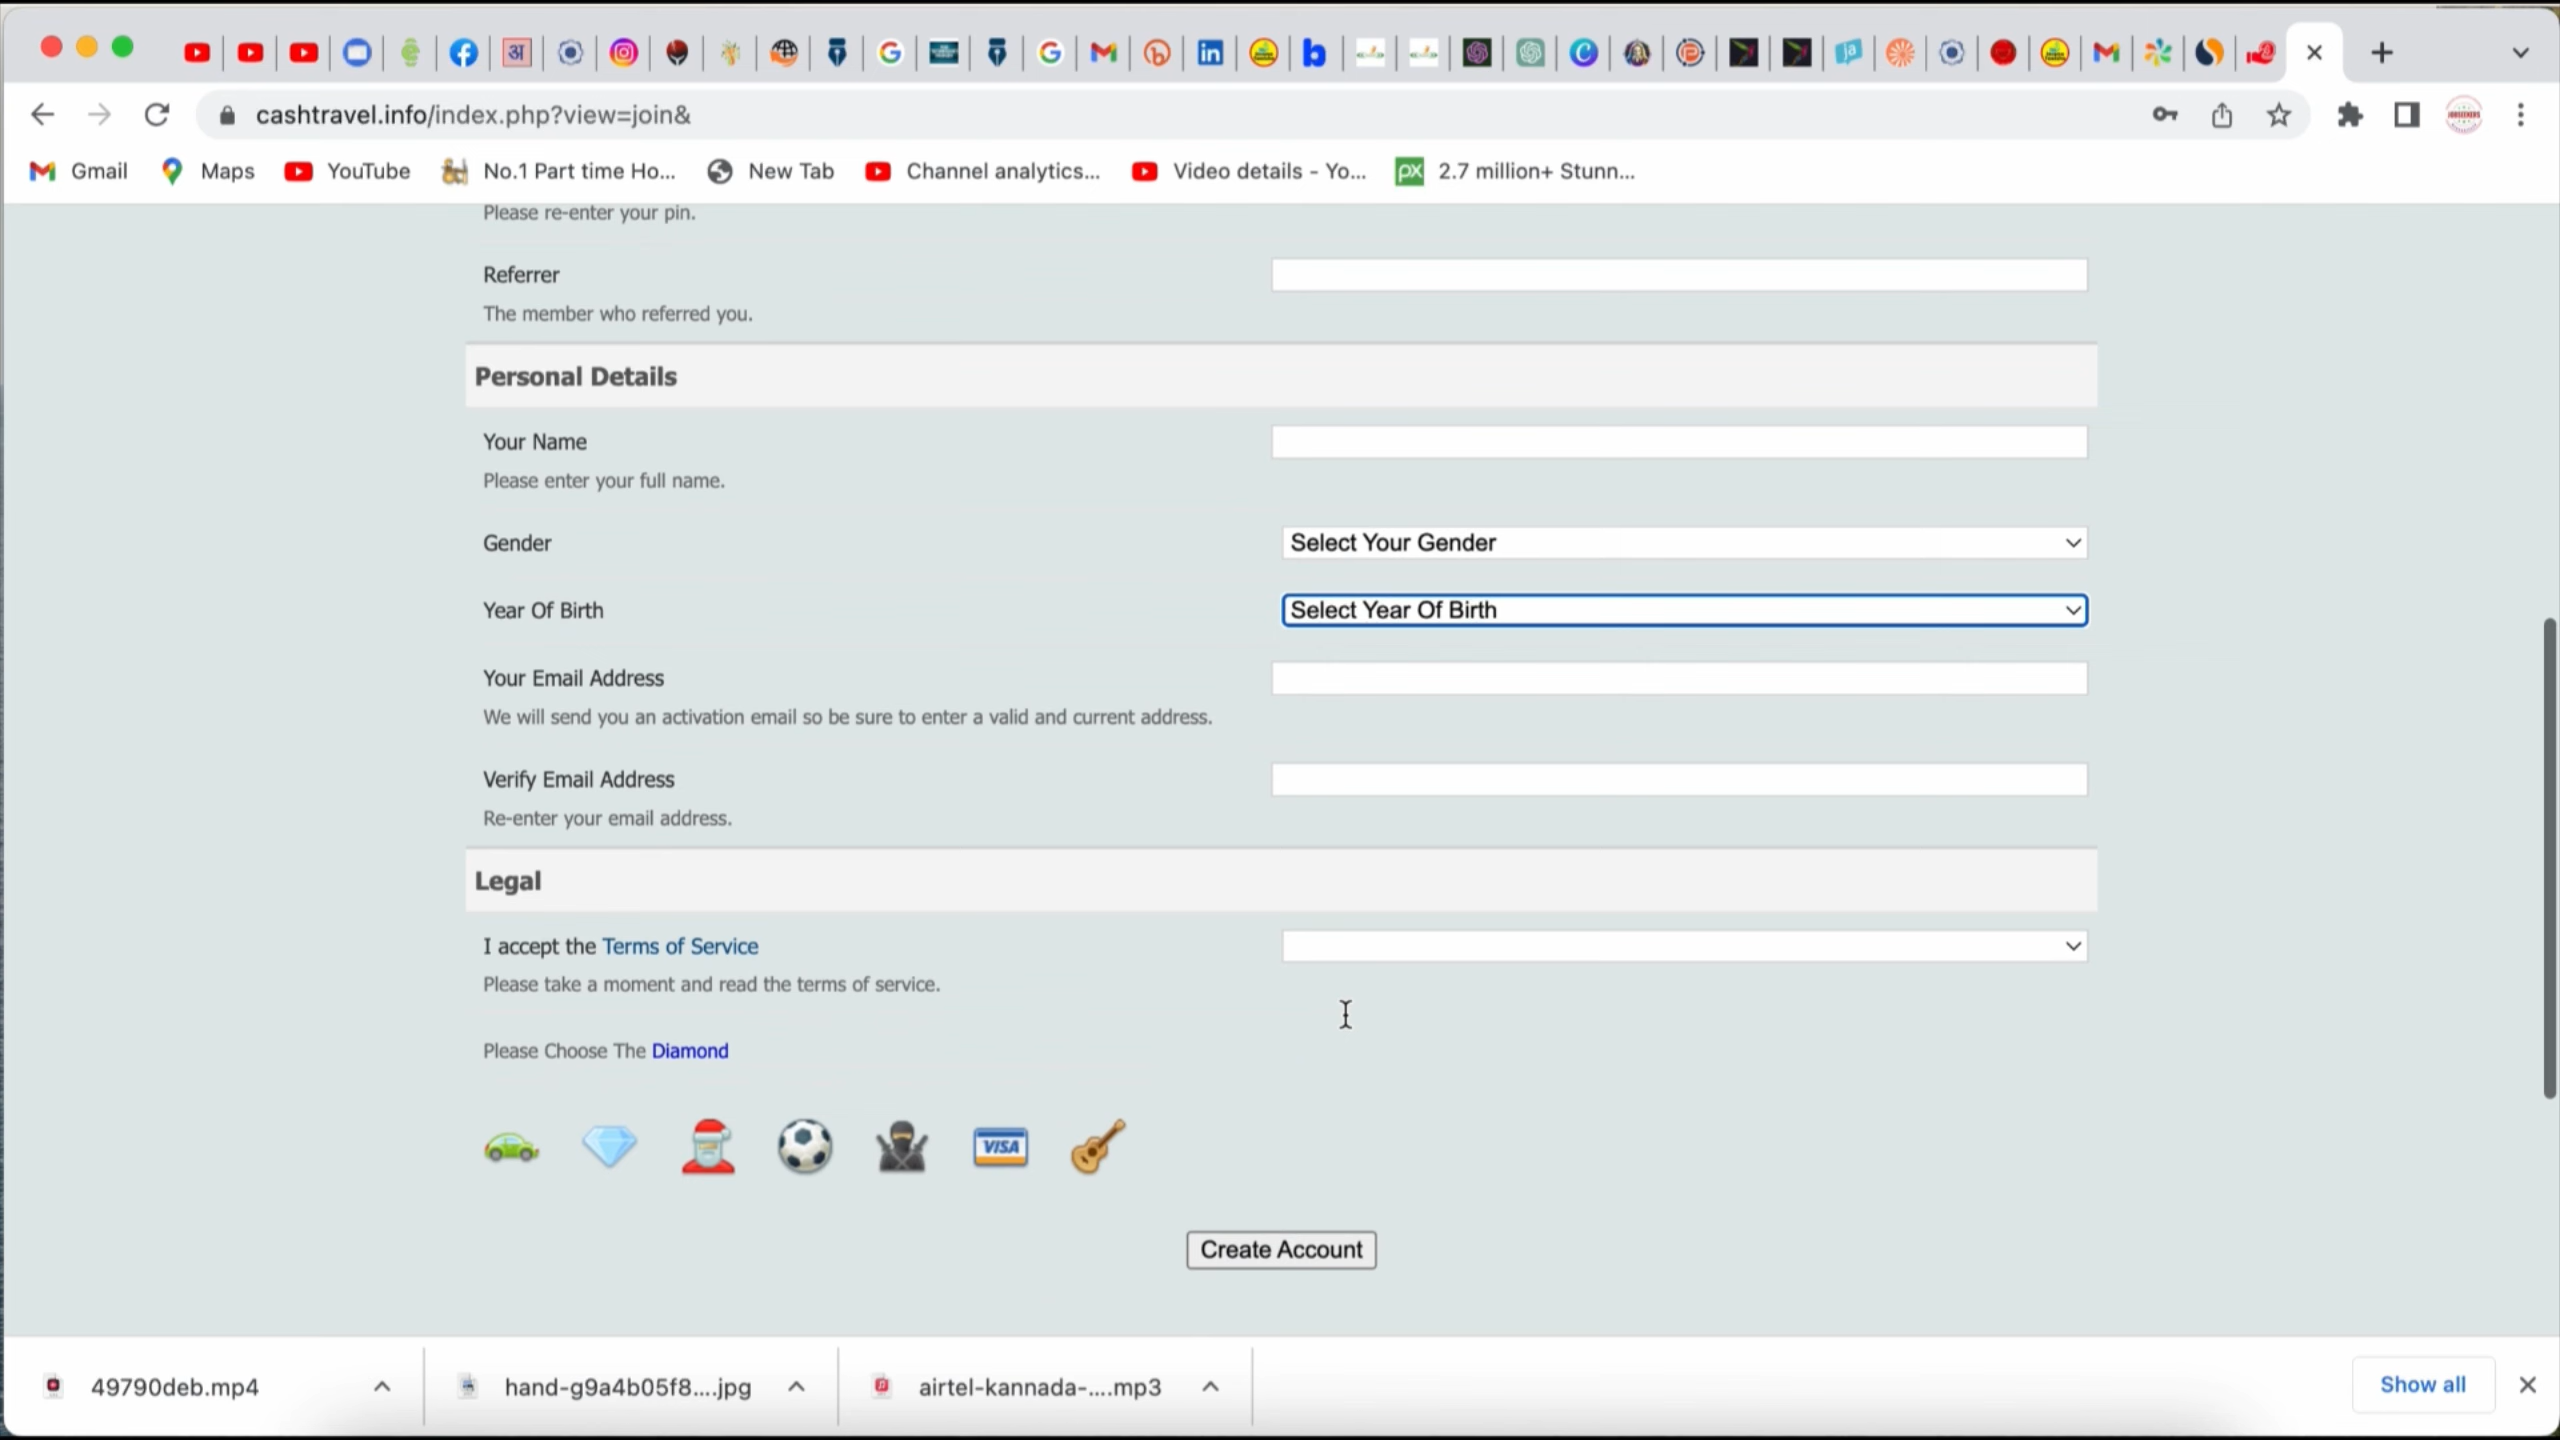 अ
in
b
ja
cashtravel.info/index.php?view=join&
Gmail Maps YouTube No.1 Part time Ho... New Tab Channel analytics... Video details - Yo... px 2.7 million+ Stunn...
Please re-enter your pin.
Referrer
The member who referred you.
Personal Details
Your Name
Please enter your full name.
Gender Select Your Gender
Year Of Birth Select Year Of Birth
Your Email Address
We will send you an activation email so be sure to enter a valid and current address.
Verify Email Address
Re-enter your email address.
Legal
I accept the Terms of Service
Please take a moment and read the terms of service.
Please Choose The Diamond
VISA
Create Account
49790deb.mp4 hand-g9a4b05f8....jpg airtel-kannada-....mp3 Show all